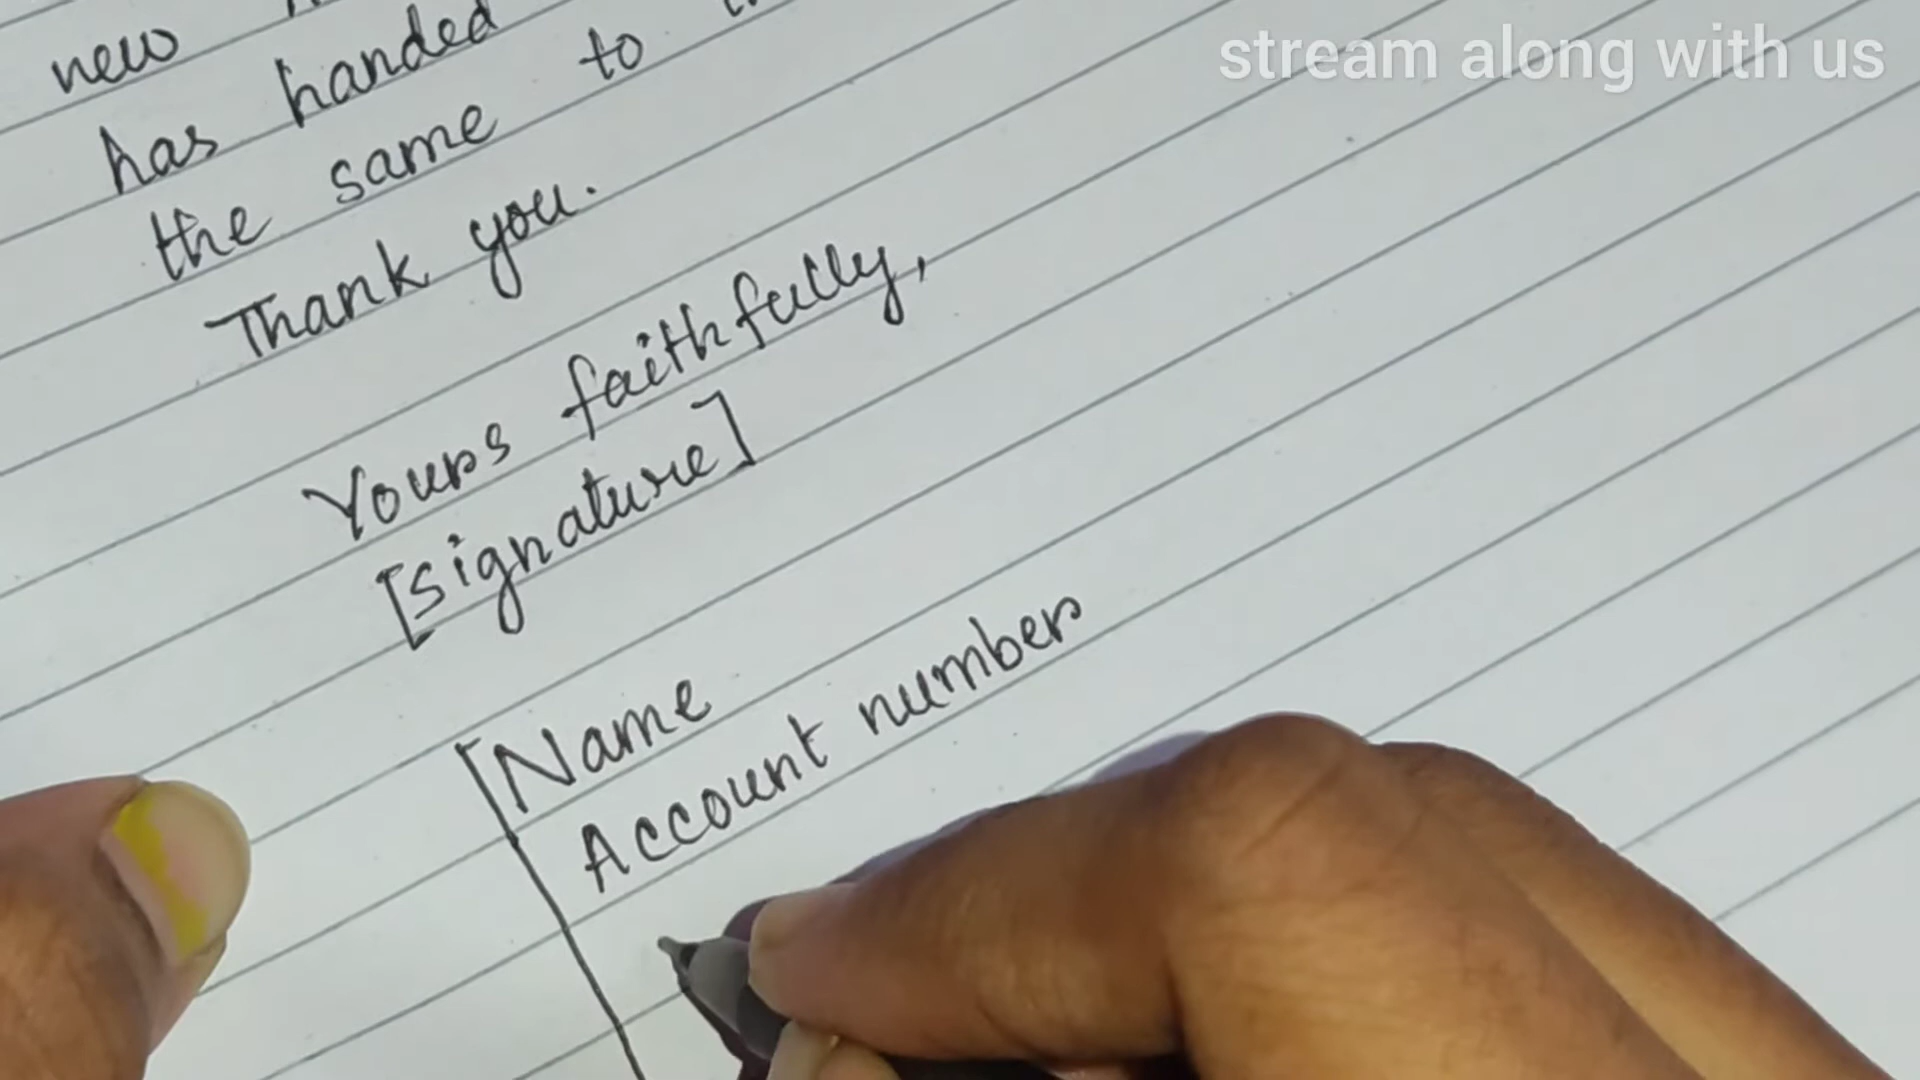 stream along with us
new
has handed
the same to
Thank you.
Yours faithfully,
[signature]
[Name
Account number